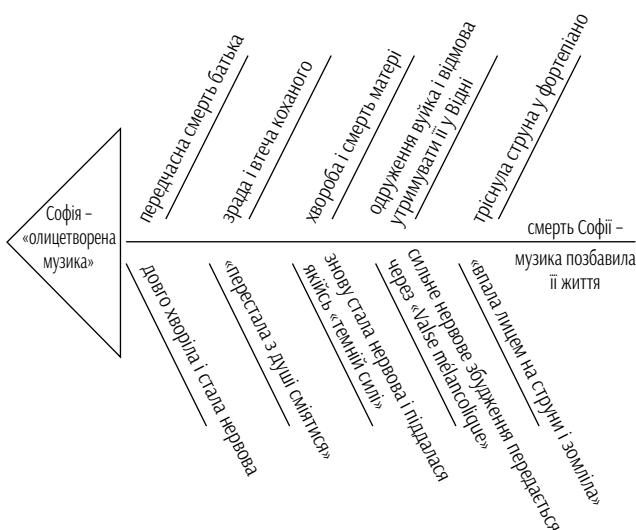 Софія –
«олицетворена
музика»
передчасна смерть батька
зрада і втеча коханого
хвороба і смерть матері
одруження вуйка і відмова
утримувати її у Відні
тріснула струна у фортепіано
смерть Софії –
музика позбавила
її життя
довго хворіла і стала нервова
«перестала з душі сміятися»
знову стала нервова і піддалася
якійсь «темній силі»
сильне нервове збудження передається
через «Valse mélancolique»
«впала лицем на струни і зомліла»